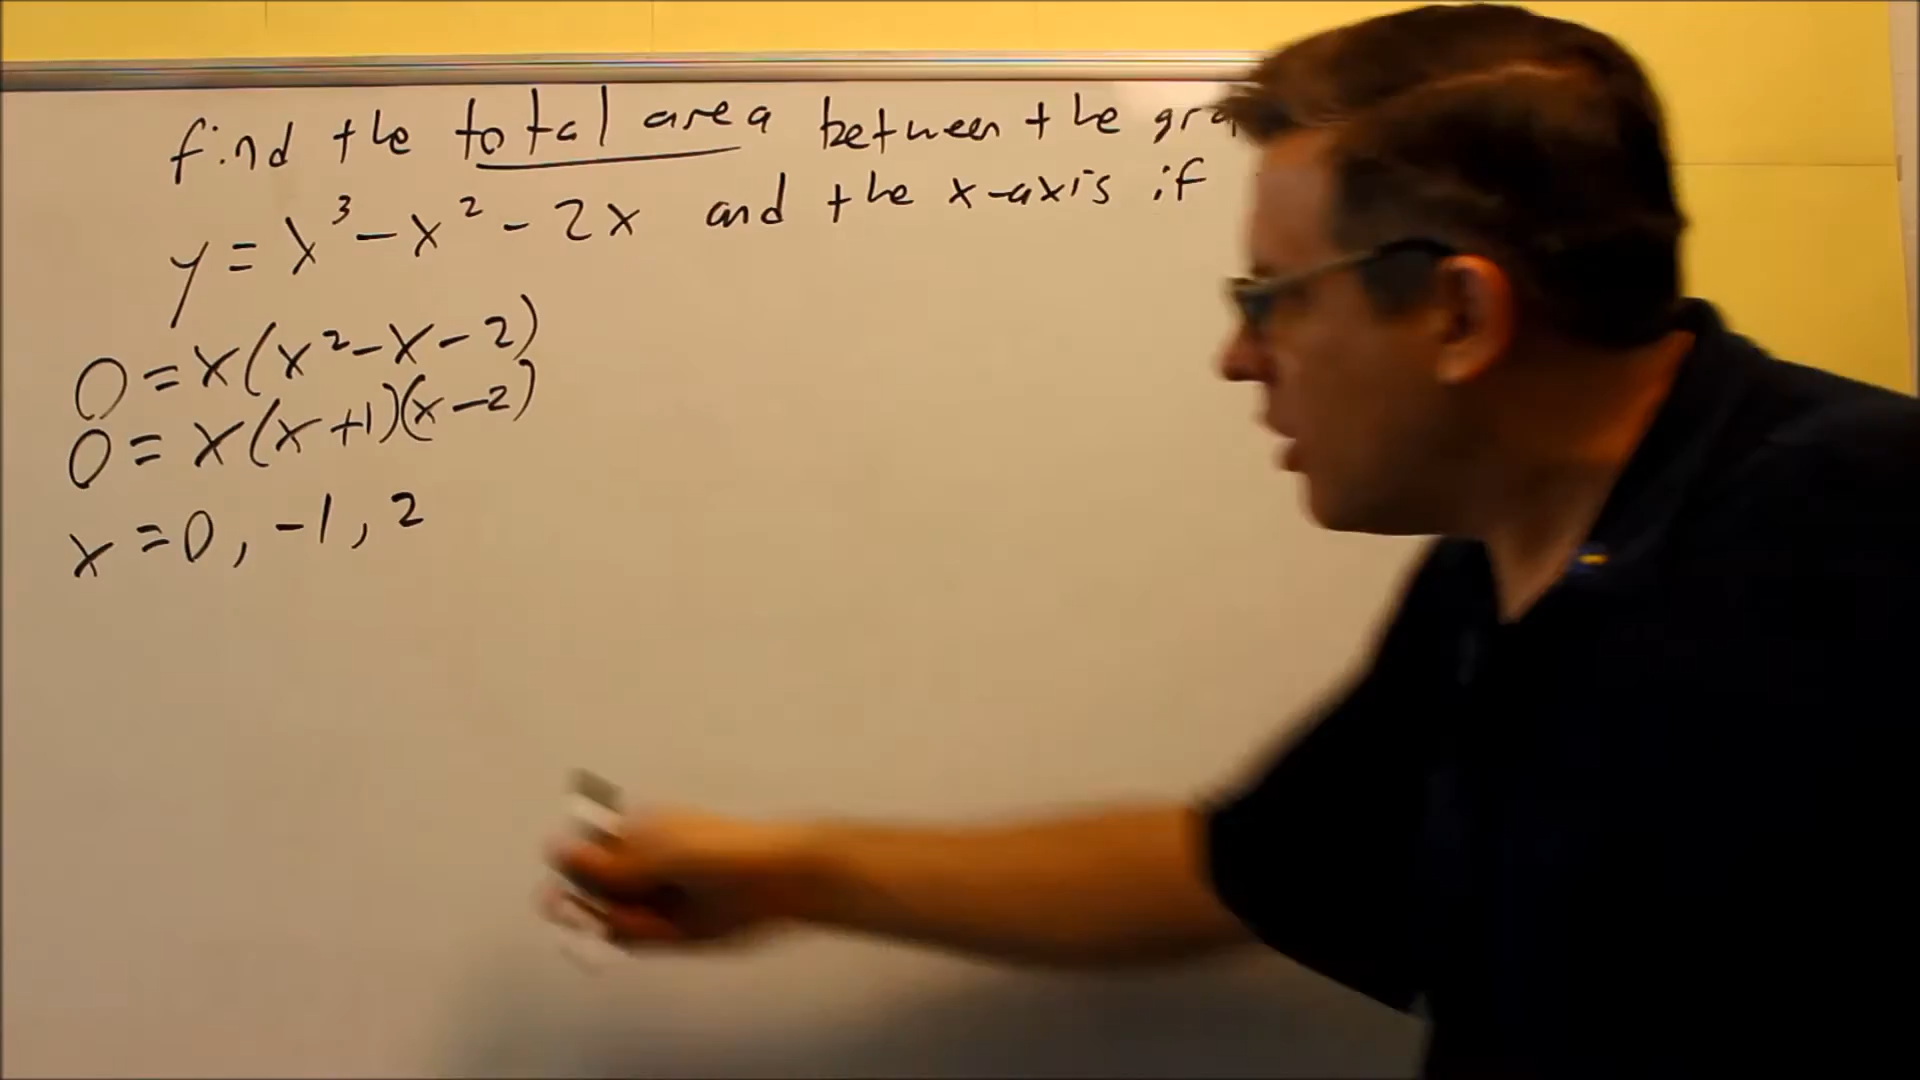 find the total area between the
y = x³ - x² - 2x and the x-axis if
0 = x(x² - x - 2)
0 = x(x + 1)(x - 2)
x = 0, -1, 2